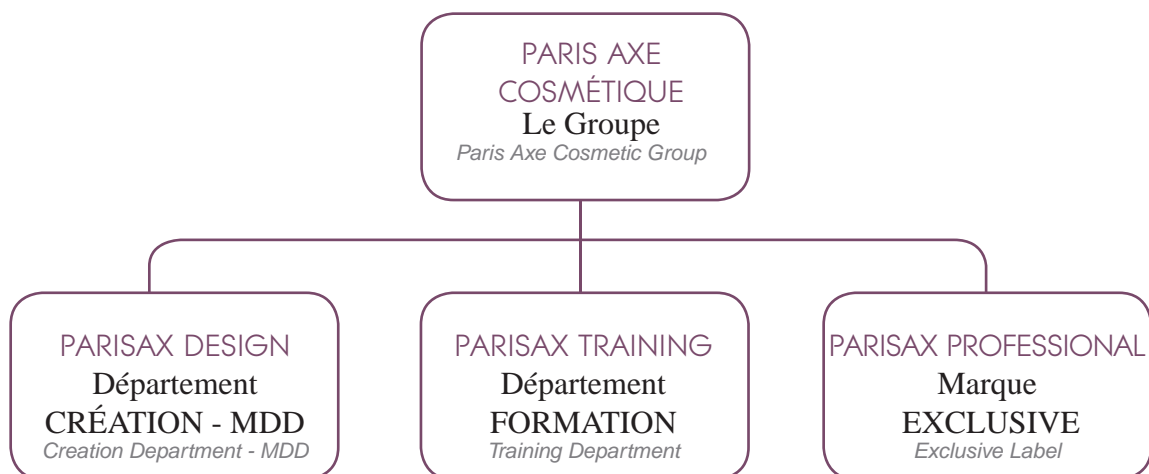 PARIS AXE
COSMÉTIQUE
Le Groupe
Paris Axe Cosmetic Group
PARISAX DESIGN
Département
CRÉATION - MDD
Creation Department - MDD
PARISAX TRAINING
Département
FORMATION
Training Department
PARISAX PROFESSIONAL
Marque
EXCLUSIVE
Exclusive Label